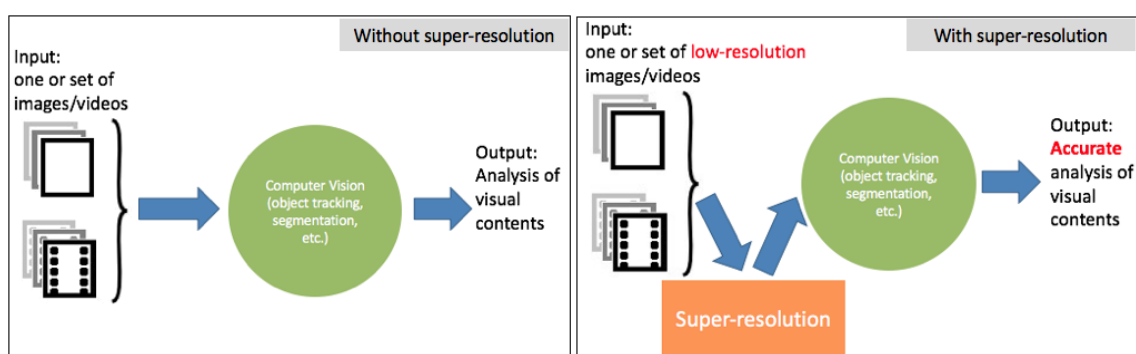 Without super-resolution
Input:
one or set of
images/videos
Computer Vision
(object tracking,
segmentation,
etc.)
Output:
Analysis of
visual
contents
With super-resolution
Input:
one or set of low-resolution
images/videos
Computer Vision
(object tracking,
segmentation,
etc.)
Output:
Accurate
analysis of
visual
contents
Super-resolution